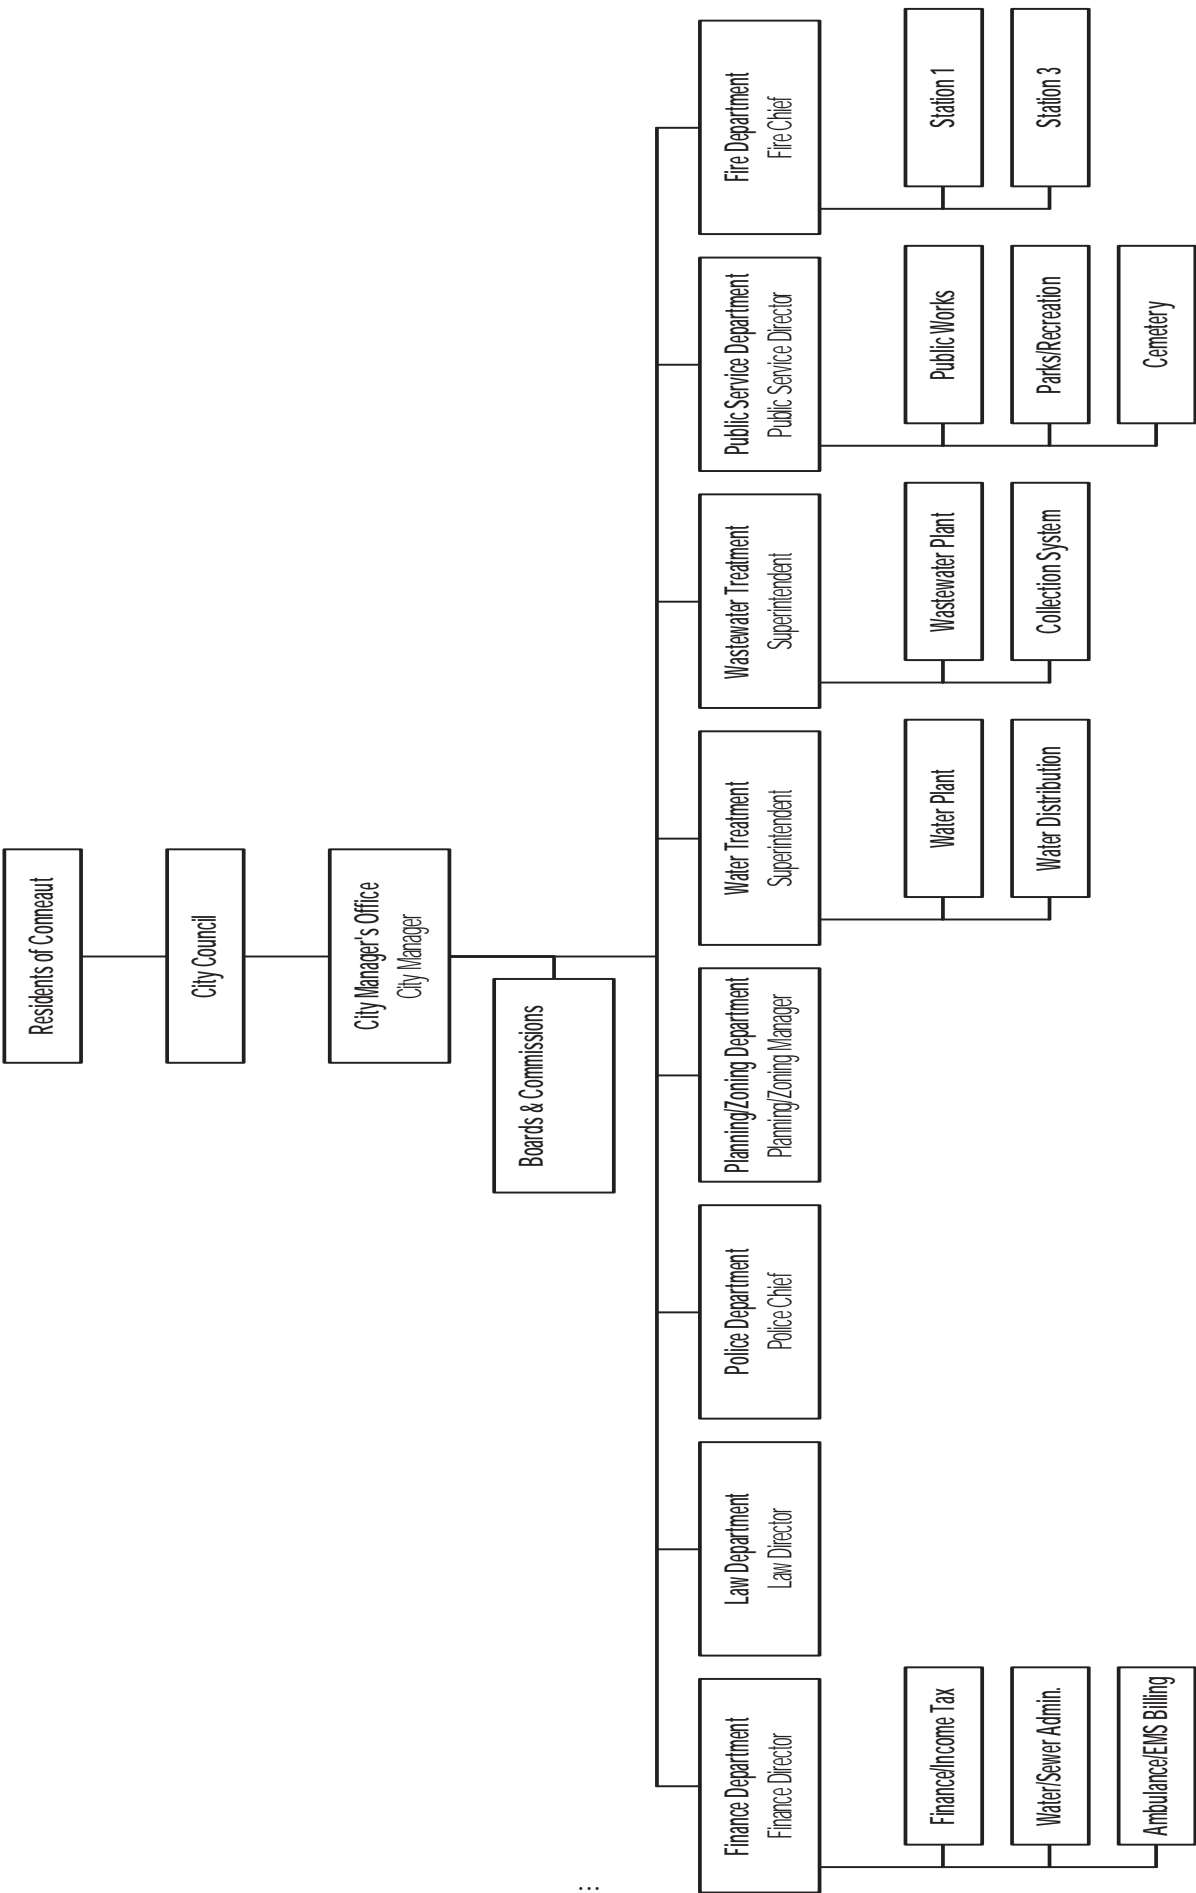 Residents of Conneaut
City Council
City Manager's Office
City Manager
Boards & Commissions
Finance Department
Finance Director
Law Department
Law Director
Police Department
Police Chief
Planning/Zoning Department
Planning/Zoning Manager
Water Treatment
Superintendent
Wastewater Treatment
Superintendent
Public Service Department
Public Service Director
Fire Department
Fire Chief
Finance/Income Tax
Water/Sewer Admin.
Ambulance/EMS Billing
Water Plant
Water Distribution
Wastewater Plant
Collection System
Public Works
Parks/Recreation
Cemetery
Station 1
Station 3
...